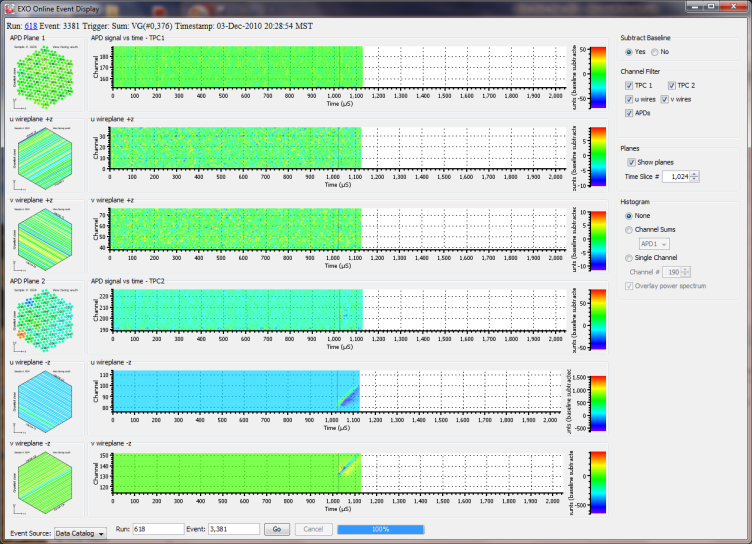 EXO Online Event Display
Run: 618 Event: 3381 Trigger: Sum: VG(#0,376) Timestamp: 03-Dec-2010 20:28:54 MST
APD Plane 1
APD signal vs time - TPC1
Channel
180
170
160
0 100 200 300 400 500 600 700 800 900 1,000 1,100 1,200 1,300 1,400 1,500 1,600 1,700 1,800 1,900 2,000
Time (µS)
50
0
-50
u wireplane +z
u wireplane +z
Channel
30
20
10
0
0 100 200 300 400 500 600 700 800 900 1,000 1,100 1,200 1,300 1,400 1,500 1,600 1,700 1,800 1,900 2,000
Time (µS)
10
5
0
-5
-10
v wireplane +z
v wireplane +z
Channel
70
60
50
40
0 100 200 300 400 500 600 700 800 900 1,000 1,100 1,200 1,300 1,400 1,500 1,600 1,700 1,800 1,900 2,000
Time (µS)
10
5
0
-5
-10
APD Plane 2
APD signal vs time - TPC2
Channel
220
210
200
190
0 100 200 300 400 500 600 700 800 900 1,000 1,100 1,200 1,300 1,400 1,500 1,600 1,700 1,800 1,900 2,000
Time (µS)
50
0
-50
u wireplane -z
u wireplane -z
Channel
110
100
90
80
0 100 200 300 400 500 600 700 800 900 1,000 1,100 1,200 1,300 1,400 1,500 1,600 1,700 1,800 1,900 2,000
Time (µS)
1,500
1,000
500
0
v wireplane -z
v wireplane -z
Channel
150
140
130
120
0 100 200 300 400 500 600 700 800 900 1,000 1,100 1,200 1,300 1,400 1,500 1,600 1,700 1,800 1,900 2,000
Time (µS)
400
200
0
-200
-400
Subtract Baseline
Yes No
Channel Filter
TPC 1 TPC 2
u wires v wires
APDs
Planes
Show planes
Time Slice # 1,024
Histogram
None
Channel Sums
APD1
Single Channel
Channel # 190
Overlay power spectrum
Event Source: Data Catalog Run: 618 Event: 3,381 Go Cancel 100%